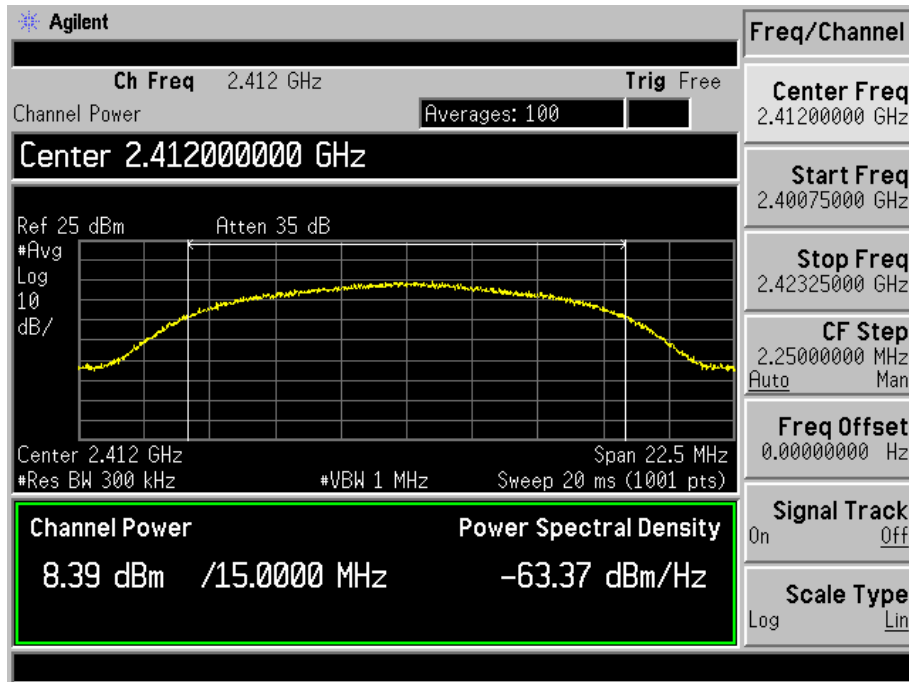 Agilent
Ch Freq 2.412 GHz Trig Free
Channel Power Averages: 100
Center 2.412000000 GHz
Ref 25 dBm Atten 35 dB
#Avg
Log
10
dB/
Center 2.412 GHz Span 22.5 MHz
#Res BW 300 kHz #VBW 1 MHz Sweep 20 ms (1001 pts)
Channel Power Power Spectral Density
8.39 dBm /15.0000 MHz -63.37 dBm/Hz
Freq/Channel
Center Freq
2.41200000 GHz
Start Freq
2.40075000 GHz
Stop Freq
2.42325000 GHz
CF Step
2.25000000 MHz
Auto Man
Freq Offset
0.00000000 Hz
Signal Track
On Off
Scale Type
Log Lin